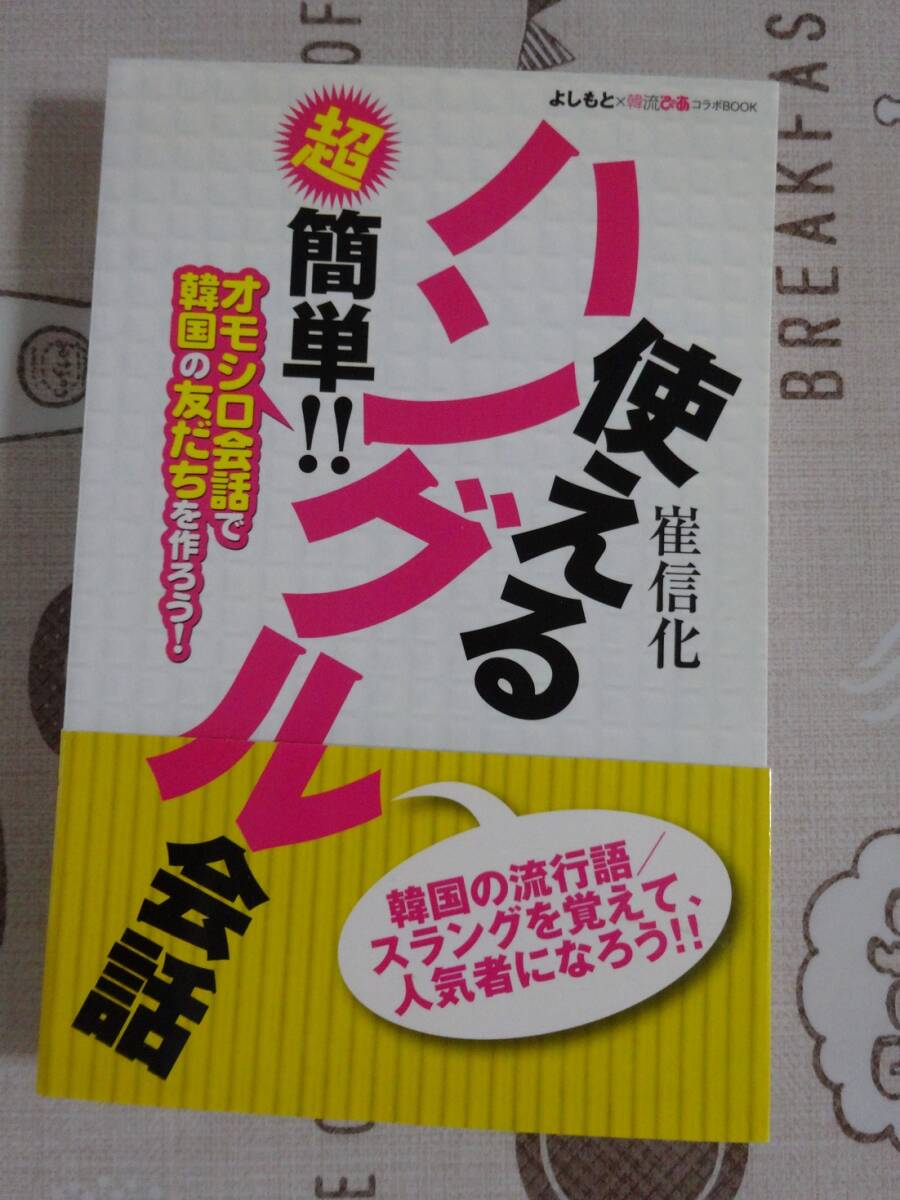 よしもと×韓流ぴあコラボBOOK
超簡単!!
使える
ハングル
会話
崔信化
オモシロ会話で
韓国の友だちを作ろう!
韓国の流行語/
スラングを覚えて、
人気者になろう!!
OF
BREAKFAS